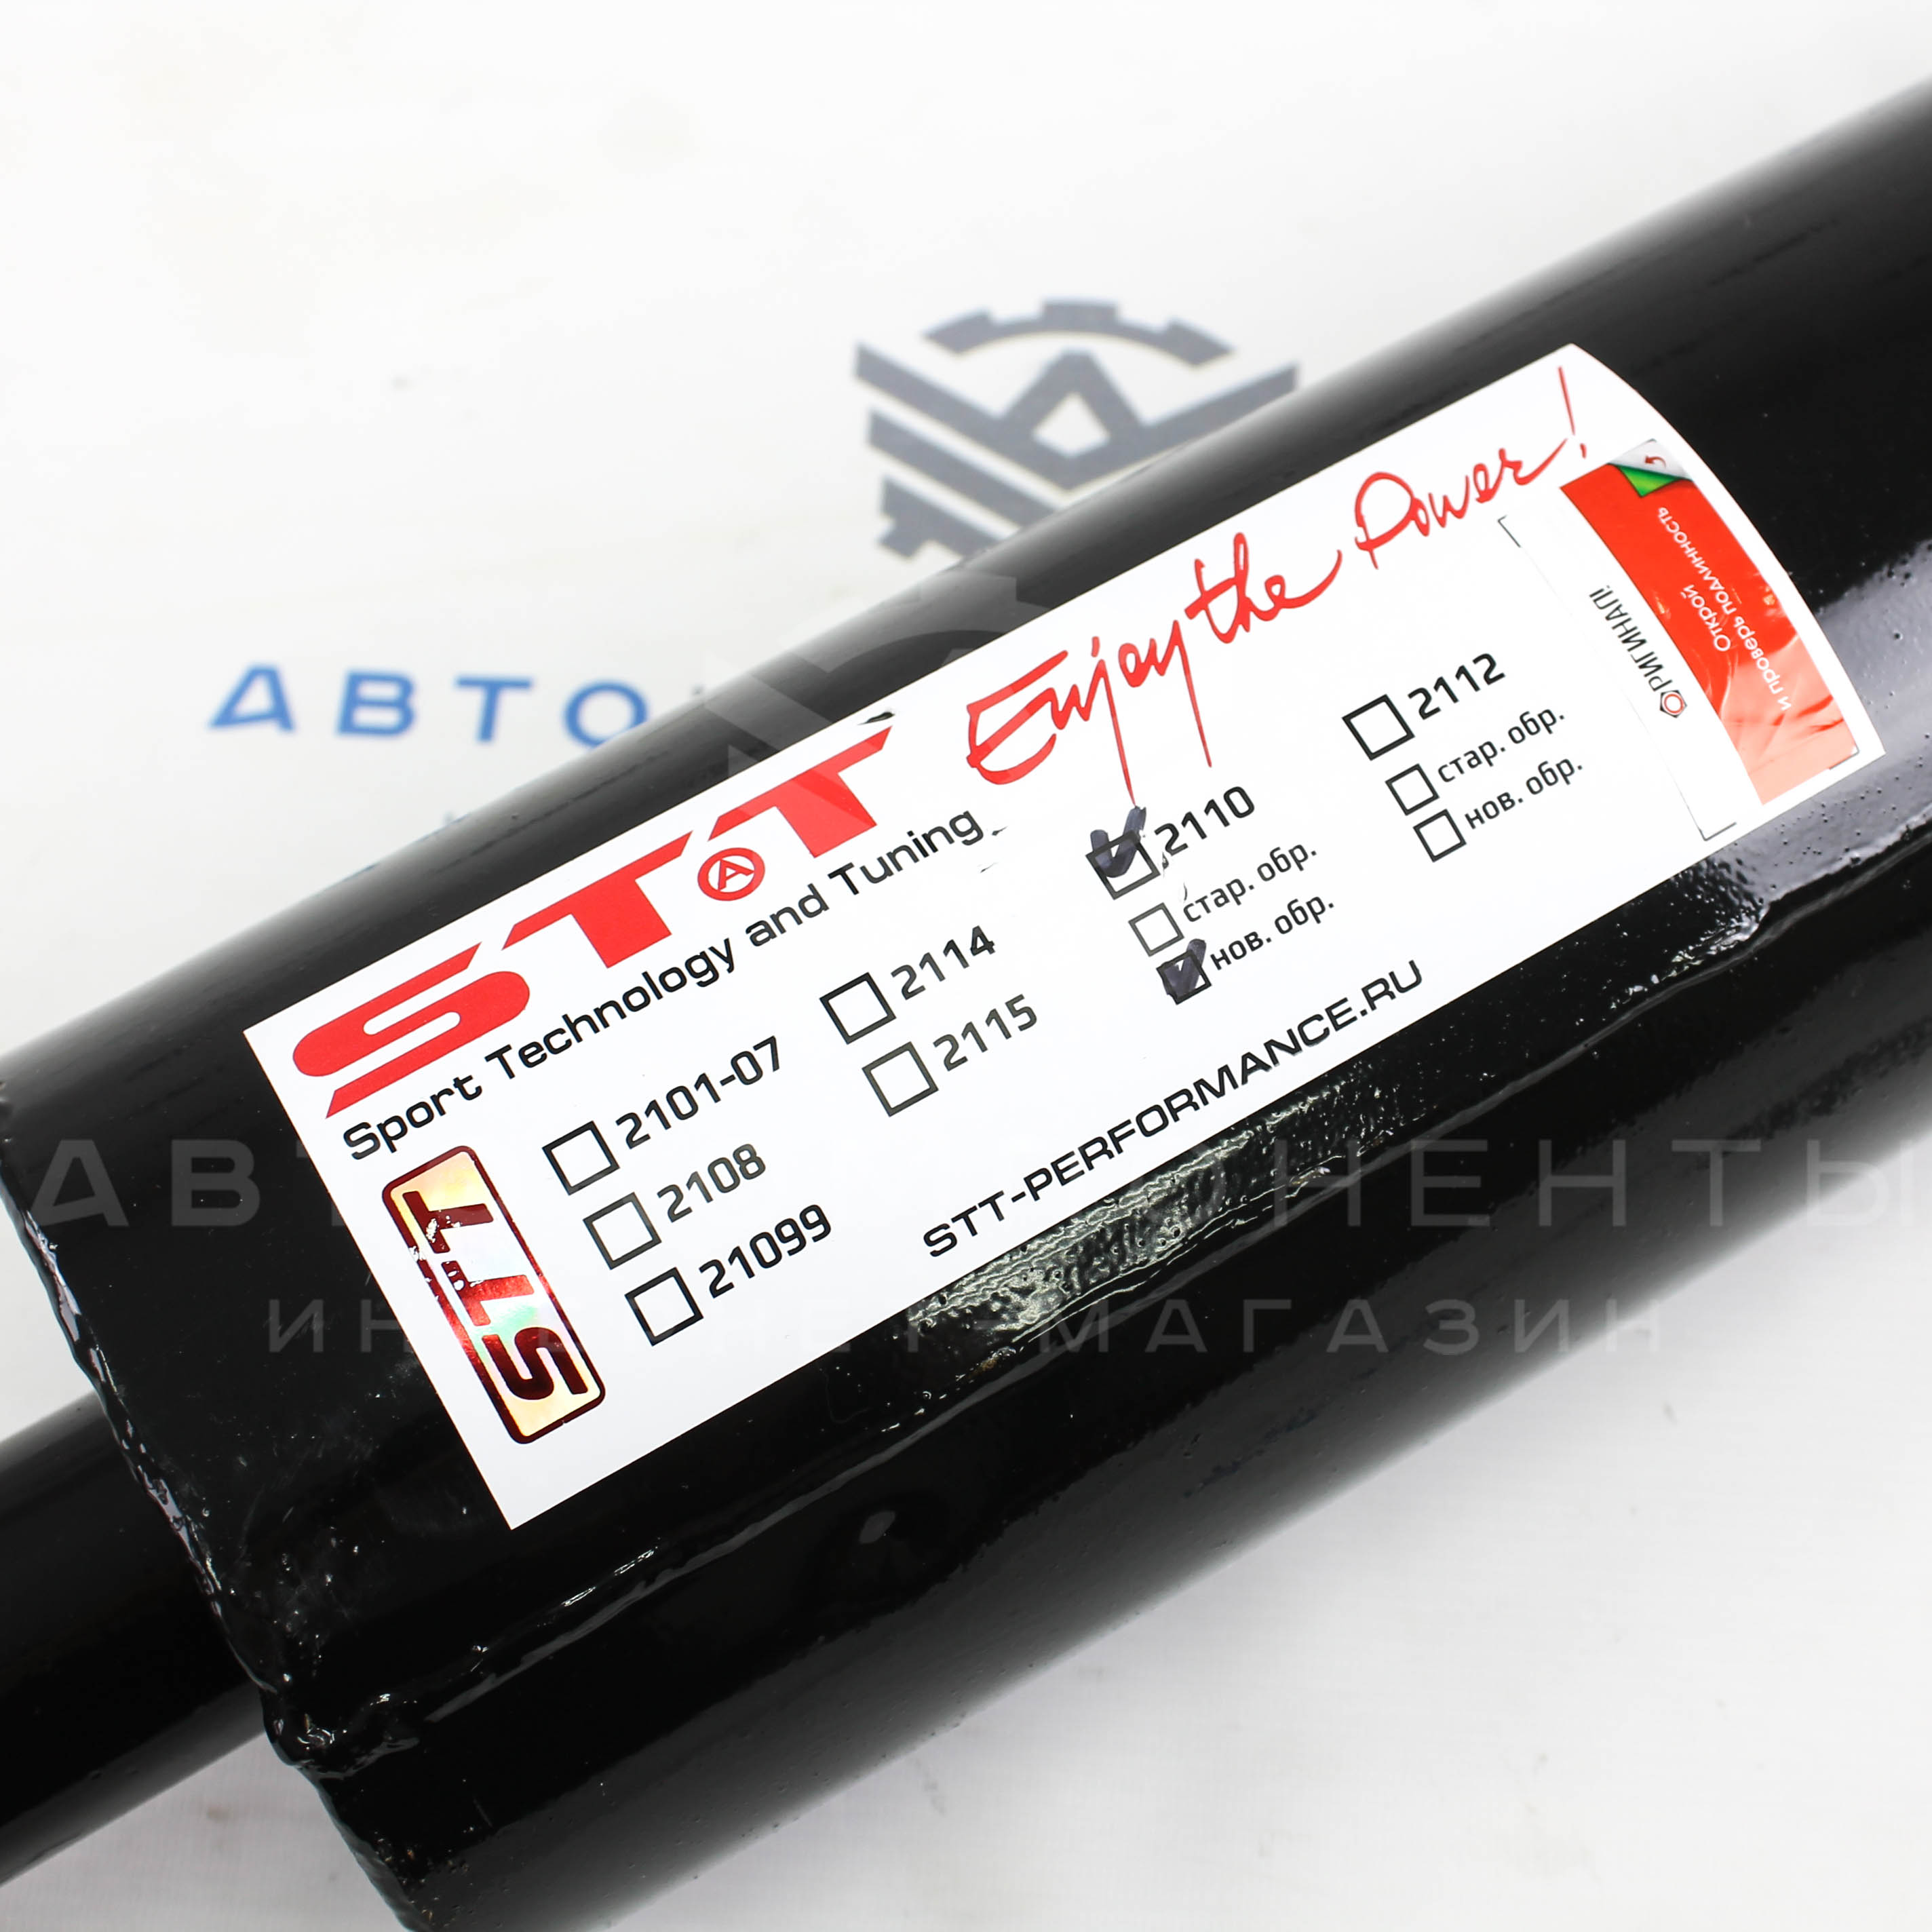 АВТО
STT
Enjoy the Power!
Sport Technology and Tuning
STT
2101-07
2108
21099
2114
2115
2110
стар. обр.
нов. обр.
2112
стар. обр.
нов. обр.
STT-PERFORMANCE.RU
ОРИГИНАЛ!
Открой
и проверь подлинность